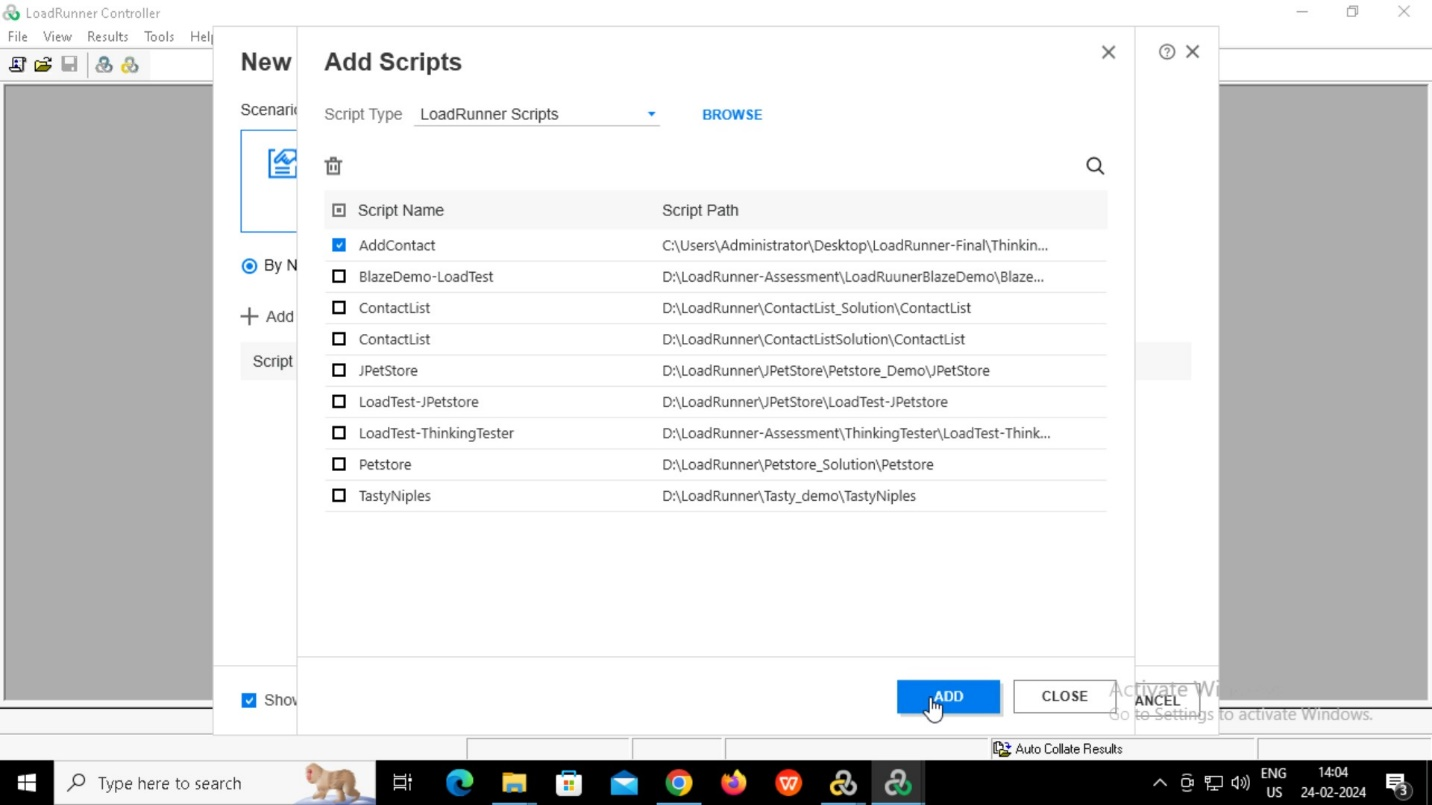 LoadRunner Controller
File View Results Tools Help
New
Add Scripts
Scenario
Script Type LoadRunner Scripts BROWSE
Script Name Script Path
AddContact C:\Users\Administrator\Desktop\LoadRunner-Final\Thinkin...
By N
BlazeDemo-LoadTest D:\LoadRunner-Assessment\LoadRuunerBlazeDemo\Blaze...
Add
ContactList D:\LoadRunner\ContactList_Solution\ContactList
ContactList D:\LoadRunner\ContactListSolution\ContactList
Script
JPetStore D:\LoadRunner\JPetStore\Petstore_Demo\JPetStore
LoadTest-JPetstore D:\LoadRunner\JPetStore\LoadTest-JPetstore
LoadTest-ThinkingTester D:\LoadRunner-Assessment\ThinkingTester\LoadTest-Think...
Petstore D:\LoadRunner\Petstore_Solution\Petstore
TastyNiples D:\LoadRunner\Tasty_demo\TastyNiples
Show
ADD CLOSE
ANCEL
Activate Wi
Go to Settings to activate Windows.
Auto Collate Results
Type here to search
ENG
US
14:04
24-02-2024
3